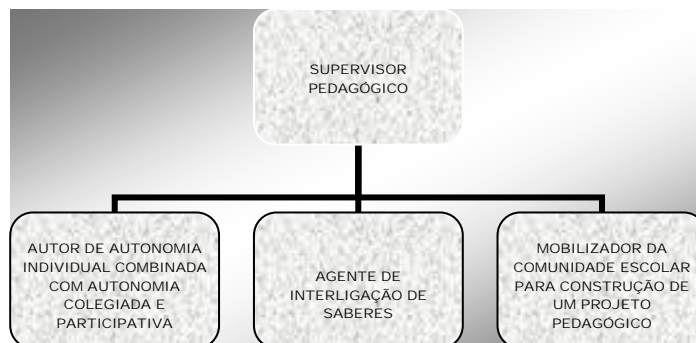 SUPERVISOR
PEDAGÓGICO
AUTOR DE AUTONOMIA
INDIVIDUAL COMBINADA
COM AUTONOMIA
COLEGIADA E
PARTICIPATIVA
AGENTE DE
INTERLIGAÇÃO DE
SABERES
MOBILIZADOR DA
COMUNIDADE ESCOLAR
PARA CONSTRUÇÃO DE
UM PROJETO
PEDAGÓGICO